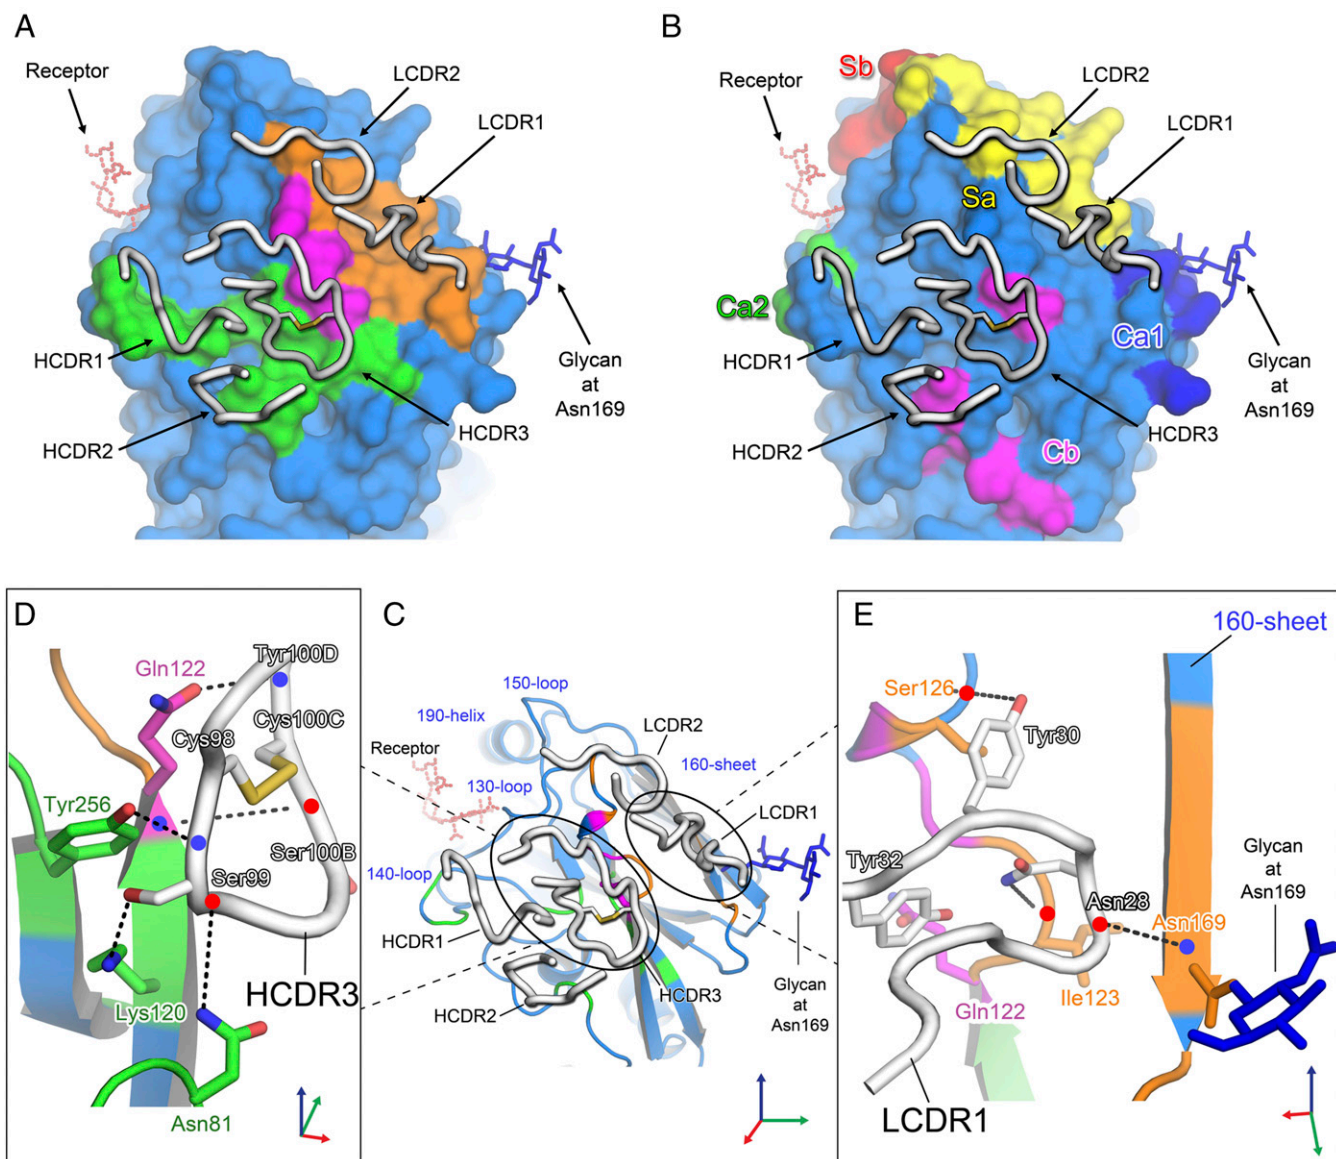 A
Receptor
LCDR2
LCDR1
HCDR1
HCDR2
HCDR3
Glycan
at
Asn169
B
Sb
Receptor
LCDR2
LCDR1
Sa
Ca2
HCDR1
Ca1
HCDR2
Cb
HCDR3
Glycan
at
Asn169
D
Gln122
Tyr100D
Cys100C
Cys98
Tyr256
Ser100B
Ser99
Lys120
HCDR3
Asn81
C
150-loop
190-helix
LCDR2
Receptor
130-loop
160-sheet
LCDR1
140-loop
HCDR1
HCDR2
HCDR3
Glycan
at
Asn169
E
160-sheet
Ser126
Tyr30
Tyr32
Asn28
Asn169
Glycan
at
Asn169
Ile123
Gln122
LCDR1